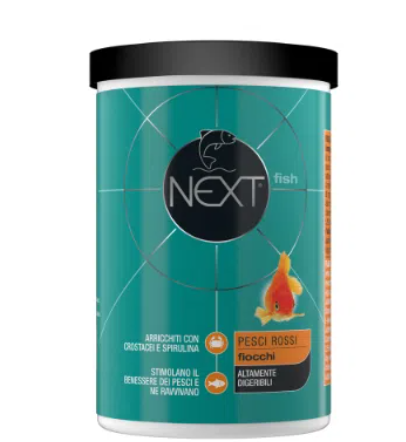 NEXT®
fish
ARRICCHITI CON
CROSTACEI E SPIRULINA
STIMOLANO IL
BENESSERE DEI PESCI E
NE RAVVIVANO
PESCI ROSSI
fiocchi
ALTAMENTE
DIGERIBILI